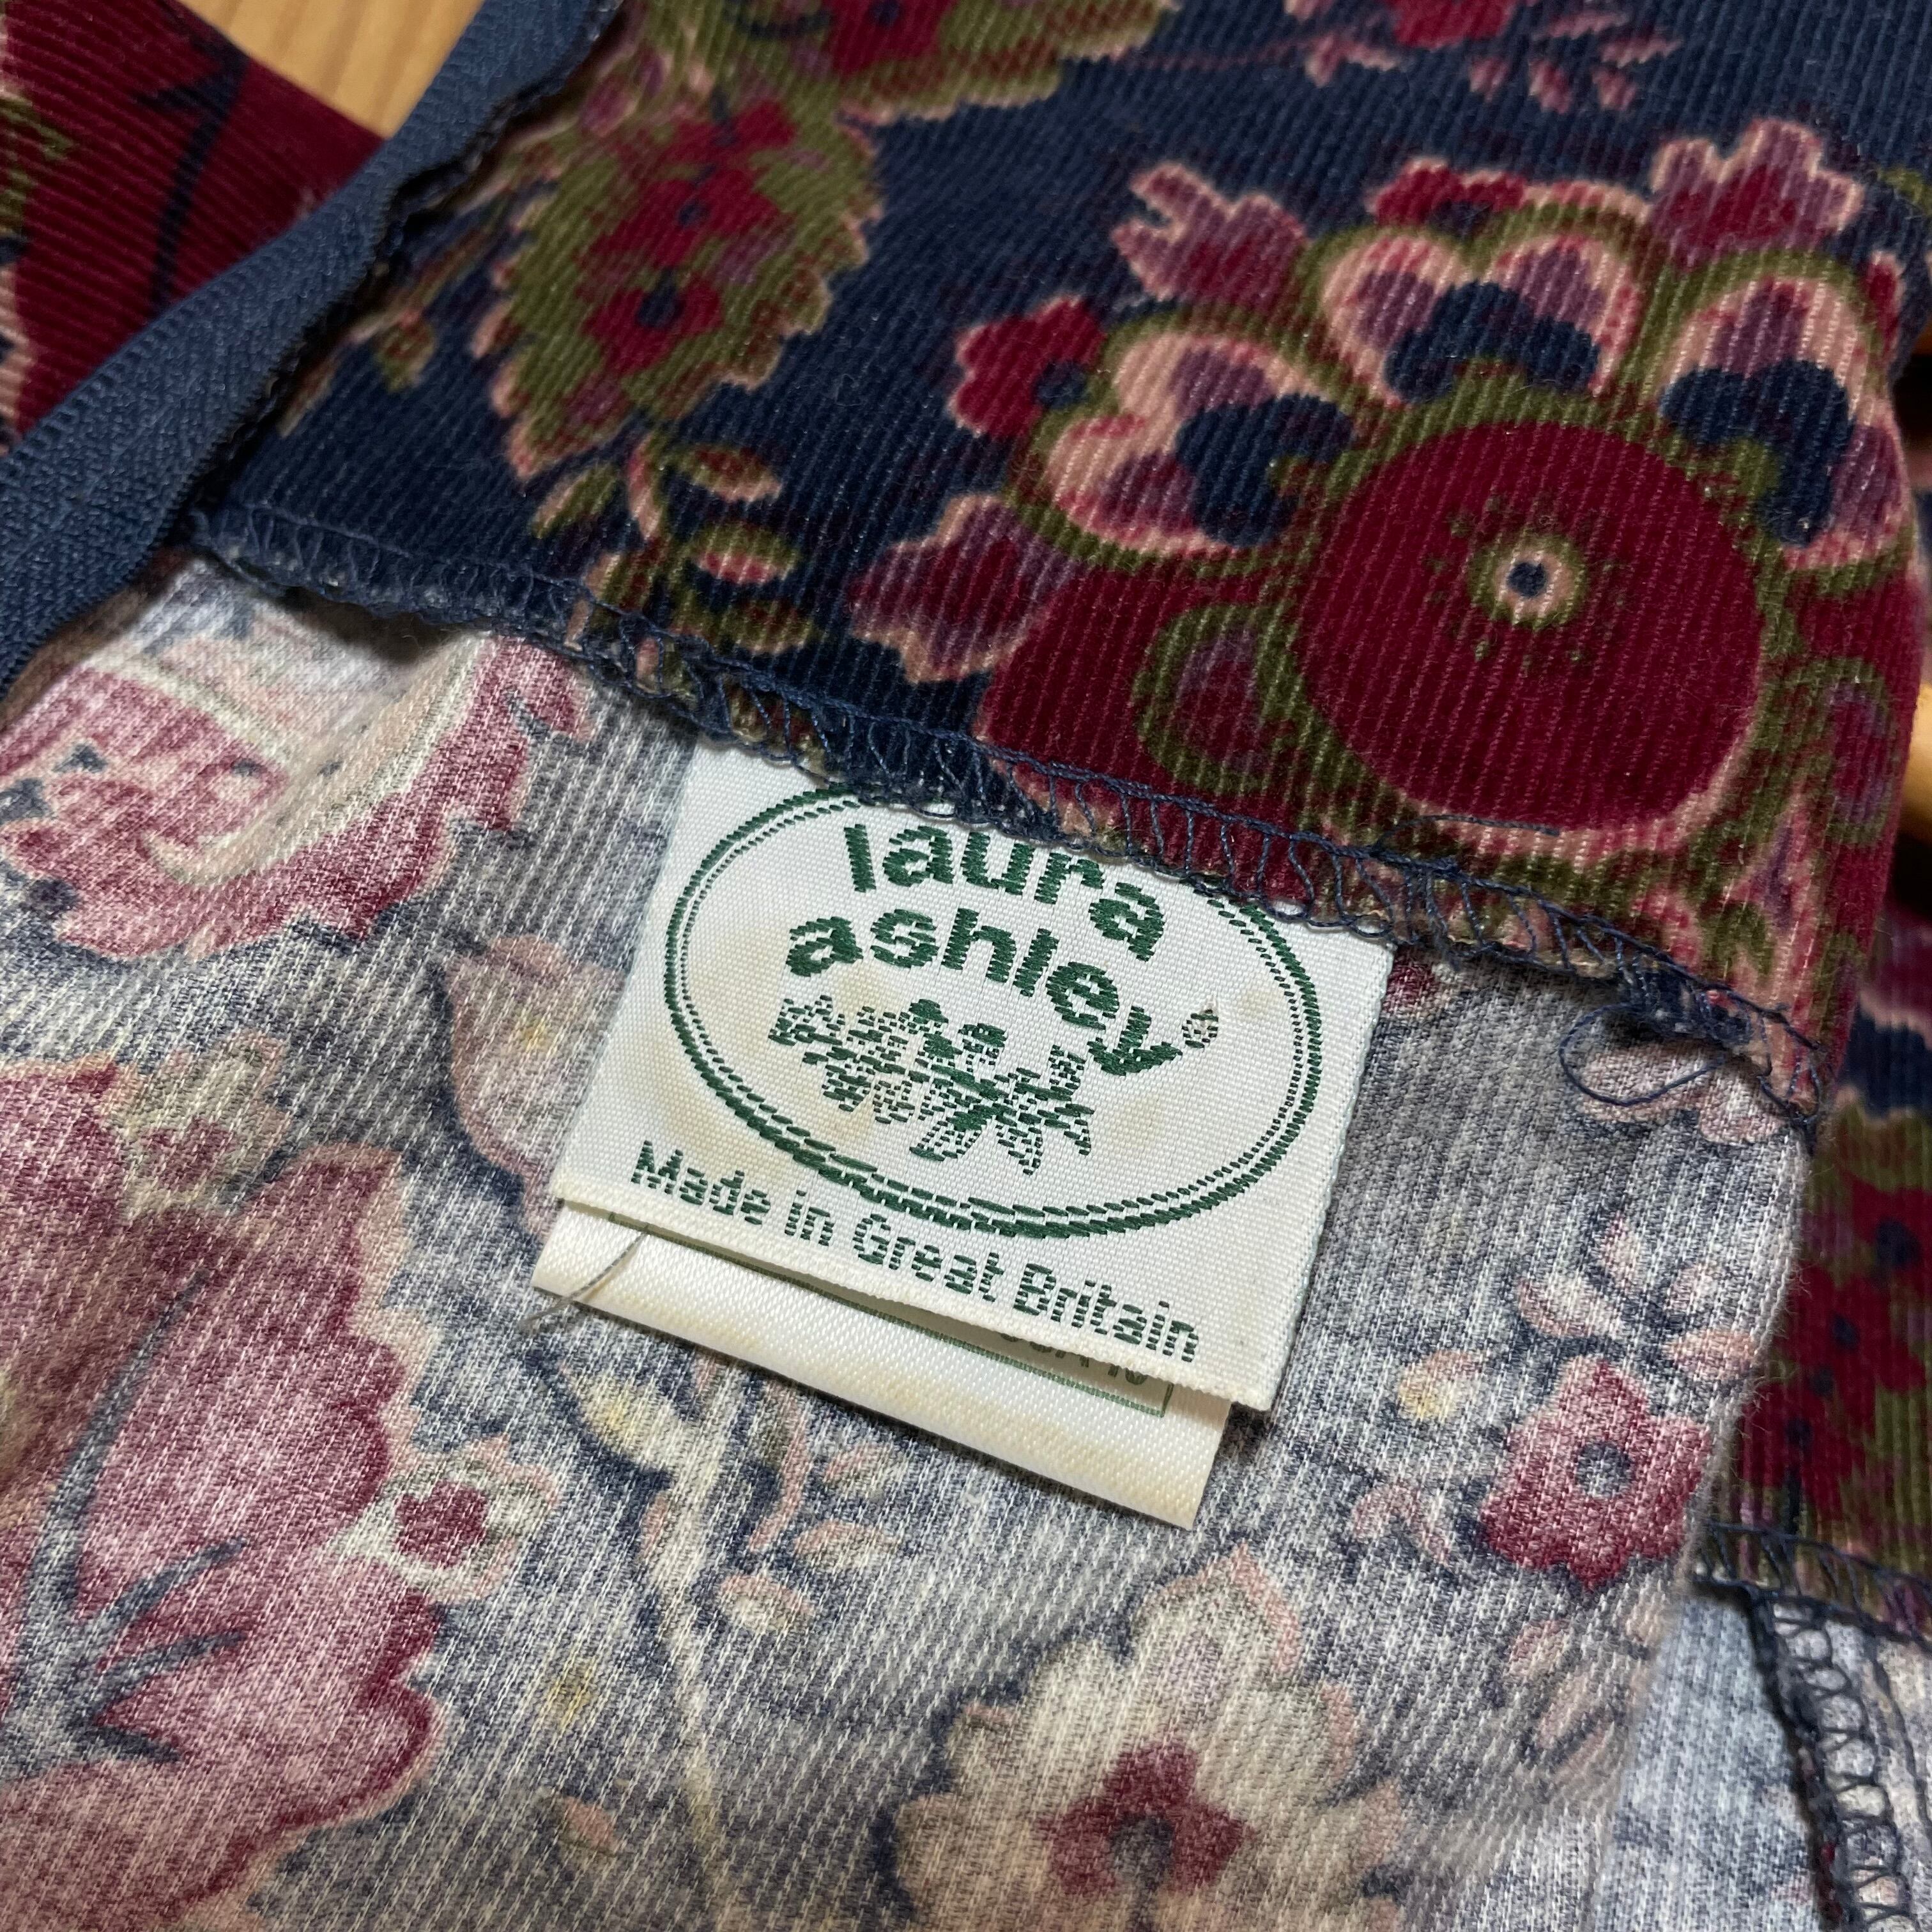 laura
ashley
Made in Great Britain